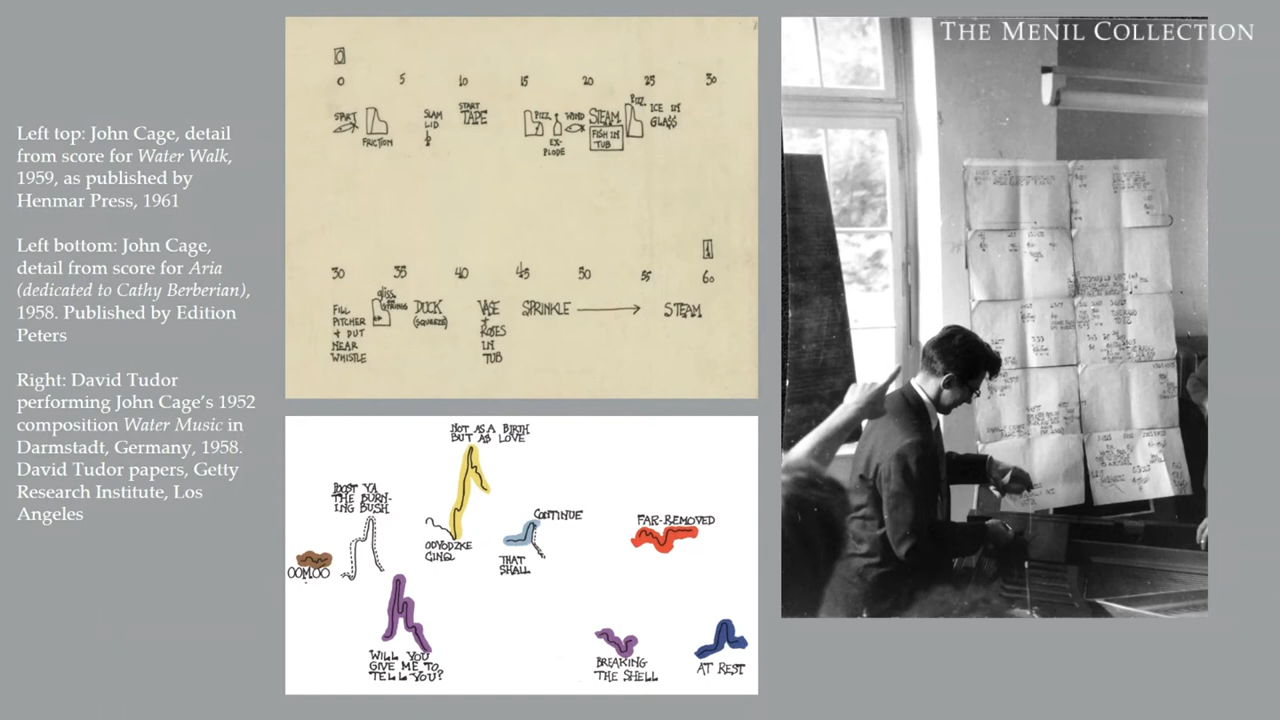 THE MENIL COLLECTION
Left top: John Cage, detail
from score for Water Walk,
1959, as published by
Henmar Press, 1961
Left bottom: John Cage,
detail from score for Aria
(dedicated to Cathy Berberian),
1958. Published by Edition
Peters
Right: David Tudor
performing John Cage's 1952
composition Water Music in
Darmstadt, Germany, 1958.
David Tudor papers, Getty
Research Institute, Los
Angeles
0
0 5 10 15 20 25 30
START
FRICTION
SLAM
LID
START
TAPE
PIZZ.
EX-
PLODE
WIND
STEAM
FISH IN
TUB
PIZZ.
ICE IN
GLASS
1
30 35 40 45 50 55 60
FILL
PITCHER
+ PUT
NEAR
WHISTLE
gliss.
STRING
DUCK
(SQUEEZE)
VASE
+
ROSES
IN
TUB
SPRINKLE
STEAM
NOT AS A BIRTH
BUT AS LOVE
BOOST YA
THE BURN-
ING BUSH
OOMOO
ODVODZKE
CINQ
CONTINUE
THAT
SHALL
FAR-REMOVED
WILL YOU
GIVE ME TO
TELL YOU?
BREAKING
THE SHELL
AT REST